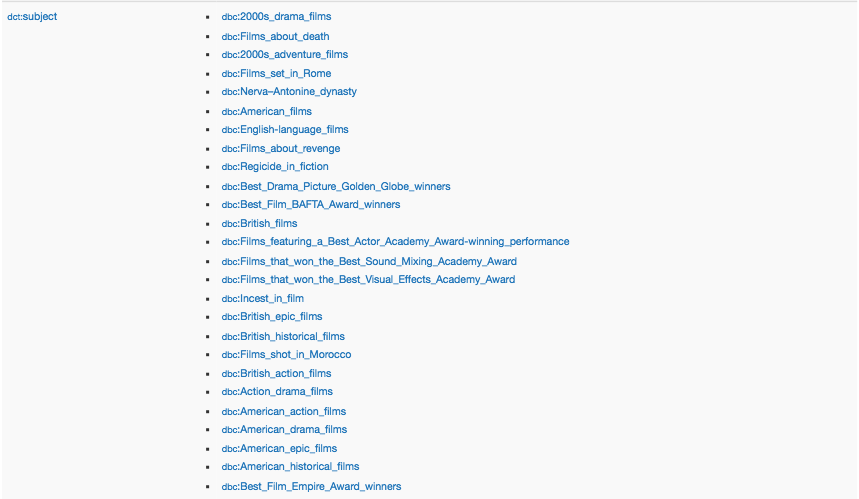 dct:subject
dbc:2000s_drama_films
dbc:Films_about_death
dbc:2000s_adventure_films
dbc:Films_set_in_Rome
dbc:Nerva–Antonine_dynasty
dbc:American_films
dbc:English-language_films
dbc:Films_about_revenge
dbc:Regicide_in_fiction
dbc:Best_Drama_Picture_Golden_Globe_winners
dbc:Best_Film_BAFTA_Award_winners
dbc:British_films
dbc:Films_featuring_a_Best_Actor_Academy_Award-winning_performance
dbc:Films_that_won_the_Best_Sound_Mixing_Academy_Award
dbc:Films_that_won_the_Best_Visual_Effects_Academy_Award
dbc:Incest_in_film
dbc:British_epic_films
dbc:British_historical_films
dbc:Films_shot_in_Morocco
dbc:British_action_films
dbc:Action_drama_films
dbc:American_action_films
dbc:American_drama_films
dbc:American_epic_films
dbc:American_historical_films
dbc:Best_Film_Empire_Award_winners